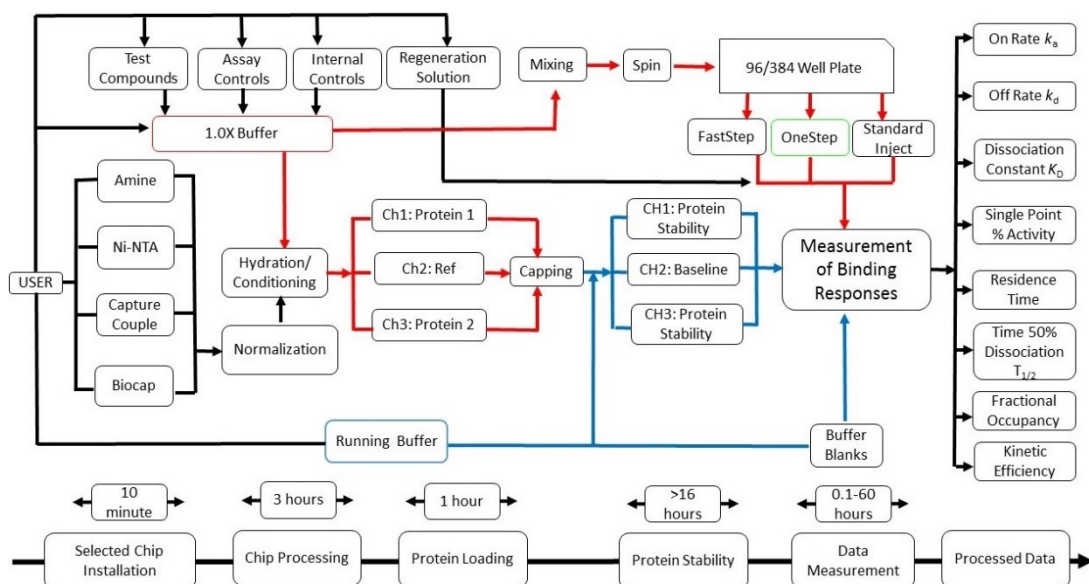 Test
Compounds
Assay
Controls
Internal
Controls
Regeneration
Solution
Mixing
Spin
96/384 Well Plate
1.0X Buffer
FastStep
OneStep
Standard
Inject
USER
Amine
Ni-NTA
Capture
Couple
Biocap
Hydration/
Conditioning
Normalization
Ch1: Protein 1
Ch2: Ref
Ch3: Protein 2
Capping
CH1: Protein
Stability
CH2: Baseline
CH3: Protein
Stability
Measurement
of Binding
Responses
Running Buffer
Buffer
Blanks
On Rate kₐ
Off Rate k_d
Dissociation
Constant K_D
Single Point
% Activity
Residence
Time
Time 50%
Dissociation
T₁/₂
Fractional
Occupancy
Kinetic
Efficiency
10
minute
3 hours
1 hour
>16
hours
0.1-60
hours
Selected Chip
Installation
Chip Processing
Protein Loading
Protein Stability
Data
Measurement
Processed Data